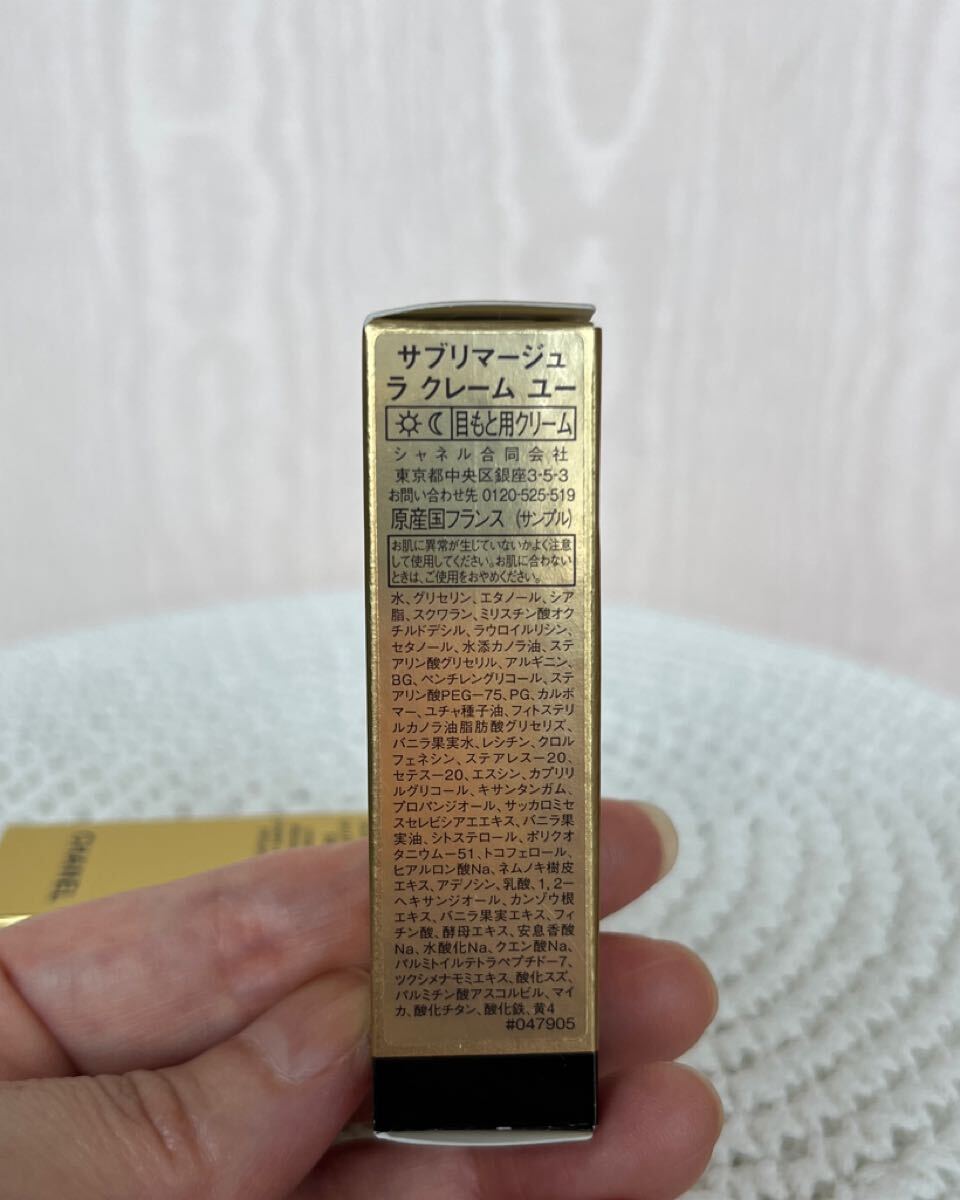 サブリマージュ
ラ クレーム ユー
目もと用クリーム
シャネル合同会社
東京都中央区銀座3-5-3
お問い合わせ先 0120-525-519
原産国フランス (サンプル)
お肌に異常が生じていないかよく注意
して使用してください。お肌に合わない
ときは、ご使用をおやめください。
水、グリセリン、エタノール、シア
脂、スクワラン、ミリスチン酸オク
チルドデシル、ラウロイルリシン、
セタノール、水添カノラ油、ステ
アリン酸グリセリル、アルギニン、
BG、ペンチレングリコール、ステ
アリン酸PEG-75、PG、カルボ
マー、ユチャ種子油、フィトステリ
ルカノラ油脂肪酸グリセリズ、
バニラ果実水、レシチン、クロル
フェネシン、ステアレス-20、
セテス-20、エスシン、カプリリ
ルグリコール、キサンタンガム、
プロパンジオール、サッカロミセ
スセレビシアエエキス、バニラ果
実油、シトステロール、ポリクオ
タニウム-51、トコフェロール、
ヒアルロン酸Na、ネムノキ樹皮
エキス、アデノシン、乳酸、1,2-
ヘキサンジオール、カンゾウ根
エキス、バニラ果実エキス、フィ
チン酸、酵母エキス、安息香酸
Na、水酸化Na、クエン酸Na、
パルミトイルテトラペプチド-7、
ツクシメナモミエキス、酸化スズ、
パルミチン酸アスコルビル、マイ
カ、酸化チタン、酸化鉄、黄4
#047905
CHANEL